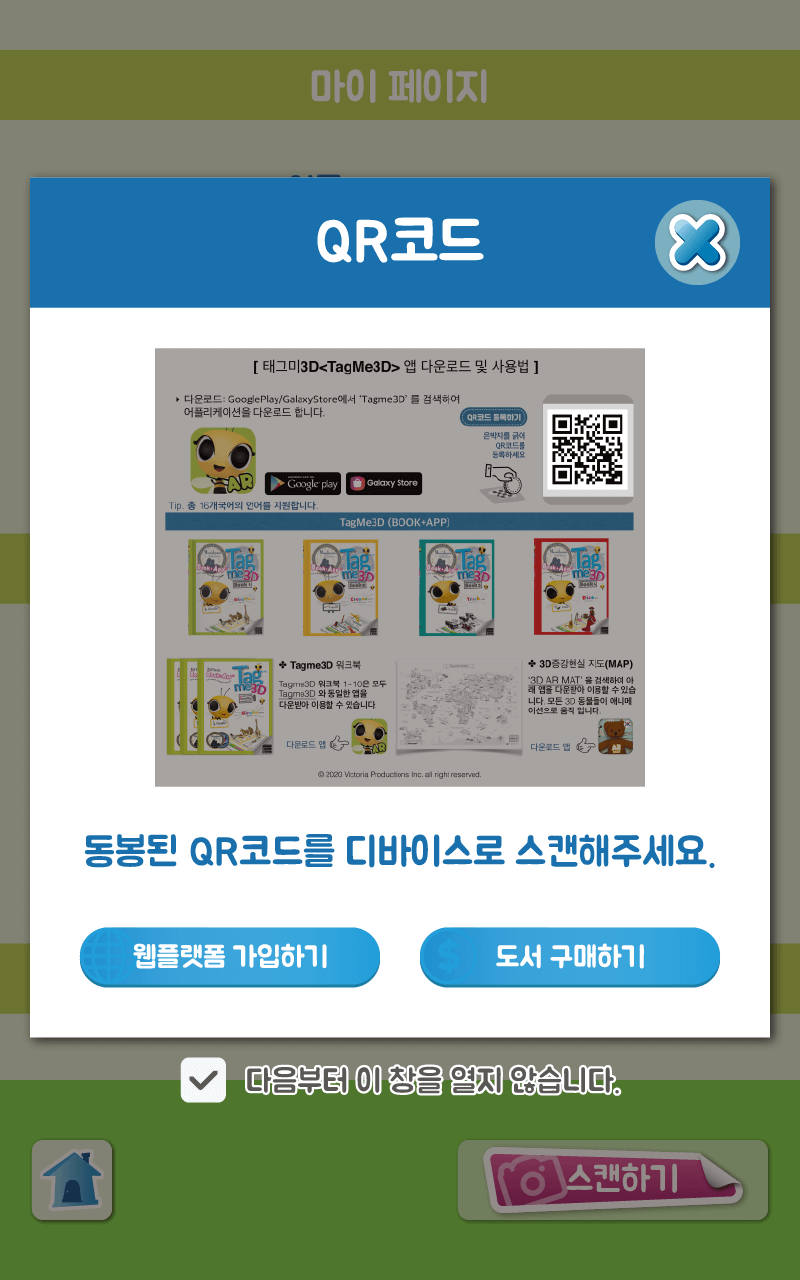 마이 페이지
QR코드
[ 태그미3D<TagMe3D> 앱 다운로드 및 사용법 ]
다운로드: GooglePlay/GalaxyStore에서 'Tagme3D' 를 검색하여
어플리케이션을 다운로드 합니다.
QR코드 등록하기
은박지를 긁어
QR코드를
등록하세요
AR
Google play
Galaxy Store
Tip. 총 16개국어의 언어를 지원합니다.
TagMe3D (BOOK+APP)
Tag me3D Book1
Tag me3D Book2
Tag me3D Book3
Tag me3D
✤ Tagme3D 워크북
Tagme3D 워크북 1~10은 모두
Tagme3D 와 동일한 앱을
다운받아 이용할 수 있습니다
다운로드 앱
AR
Tag me3D
✤ 3D증강현실 지도(MAP)
'3D AR MAT' 을 검색하여 아
래 앱을 다운받아 이용할 수 있습
니다. 모든 3D 동물들이 애니메
이션으로 움직 입니다.
다운로드 앱
AR
© 2020 Victoria Productions Inc. all right reserved.
동봉된 QR코드를 디바이스로 스캔해주세요.
웹플랫폼 가입하기
도서 구매하기
다음부터 이 창을 열지 않습니다.
스캔하기